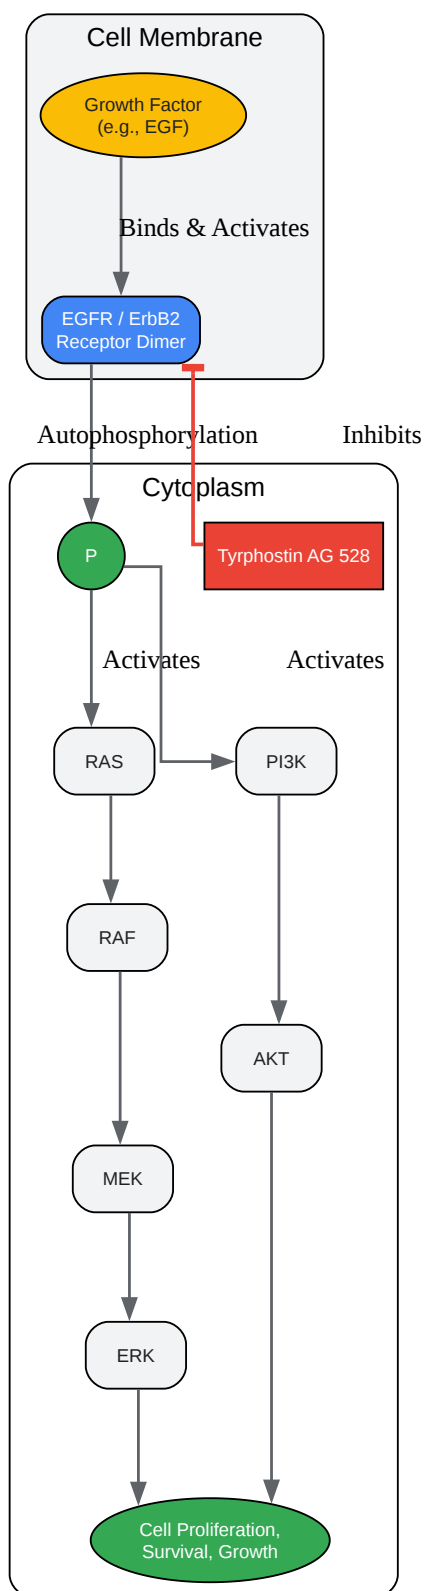 Cell Membrane
Growth Factor
(e.g., EGF)
Binds & Activates
EGFR / ErbB2
Receptor Dimer
Autophosphorylation
Inhibits
Cytoplasm
P
Tyrphostin AG 528
Activates
Activates
RAS
PI3K
RAF
AKT
MEK
ERK
Cell Proliferation,
Survival, Growth